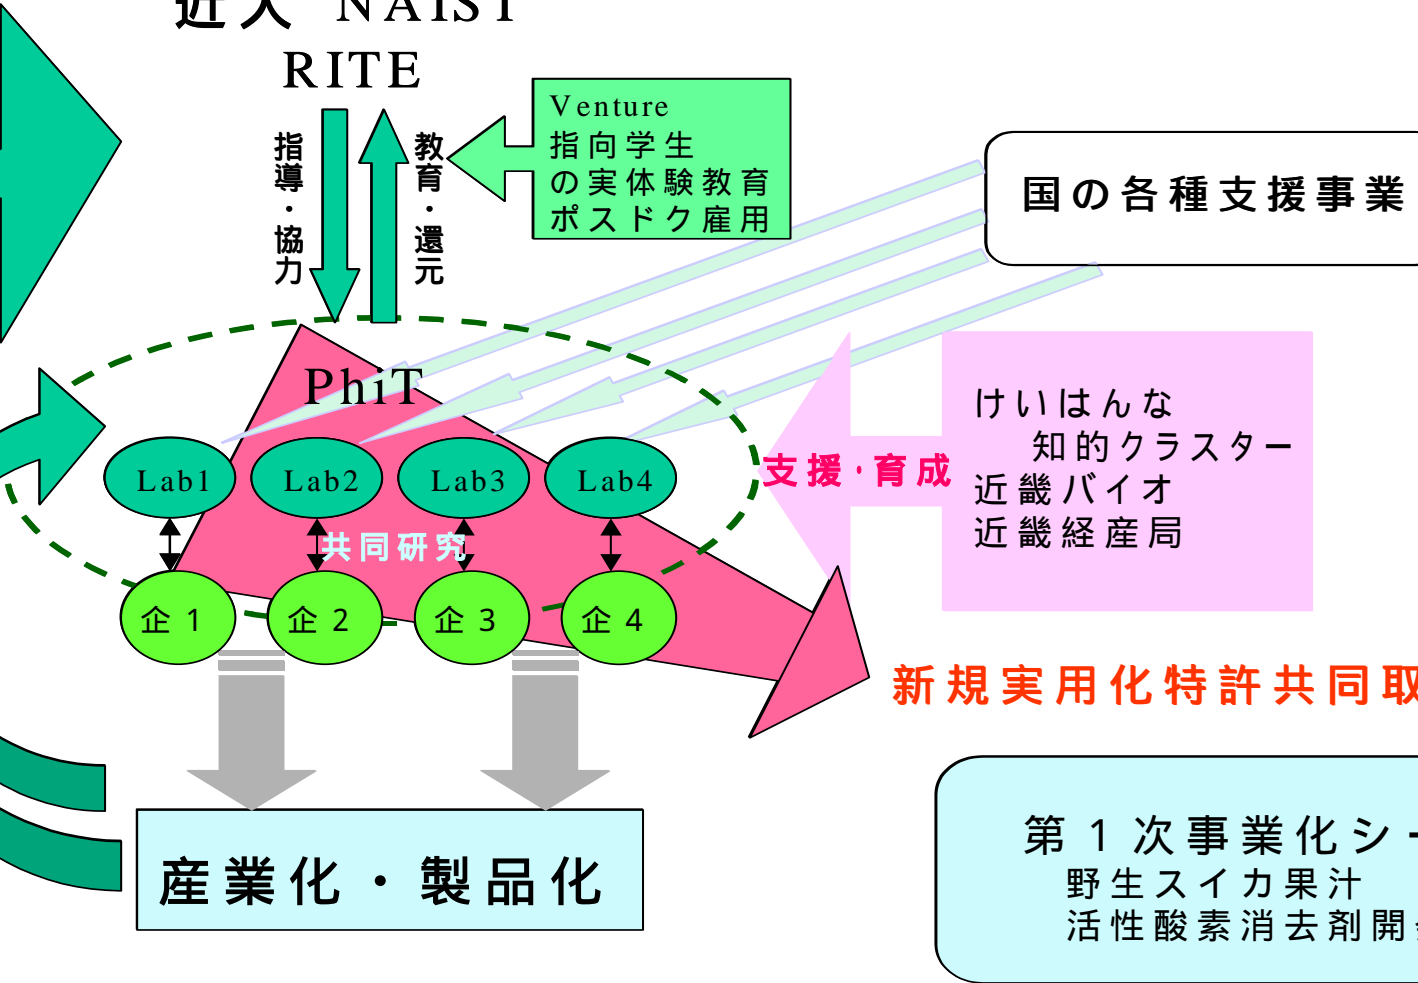 近大 NAIST
RITE
指導・協力
教育・還元
Venture
指向学生
の実体験教育
ポスドク雇用
国の各種支援事業
PhiT
Lab1 Lab2 Lab3 Lab4
共同研究
企1 企2 企3 企4
支援・育成
けいはんな
知的クラスター
近畿バイオ
近畿経産局
新規実用化特許共同取
産業化・製品化
第1次事業化シー
野生スイカ果汁
活性酸素消去剤開